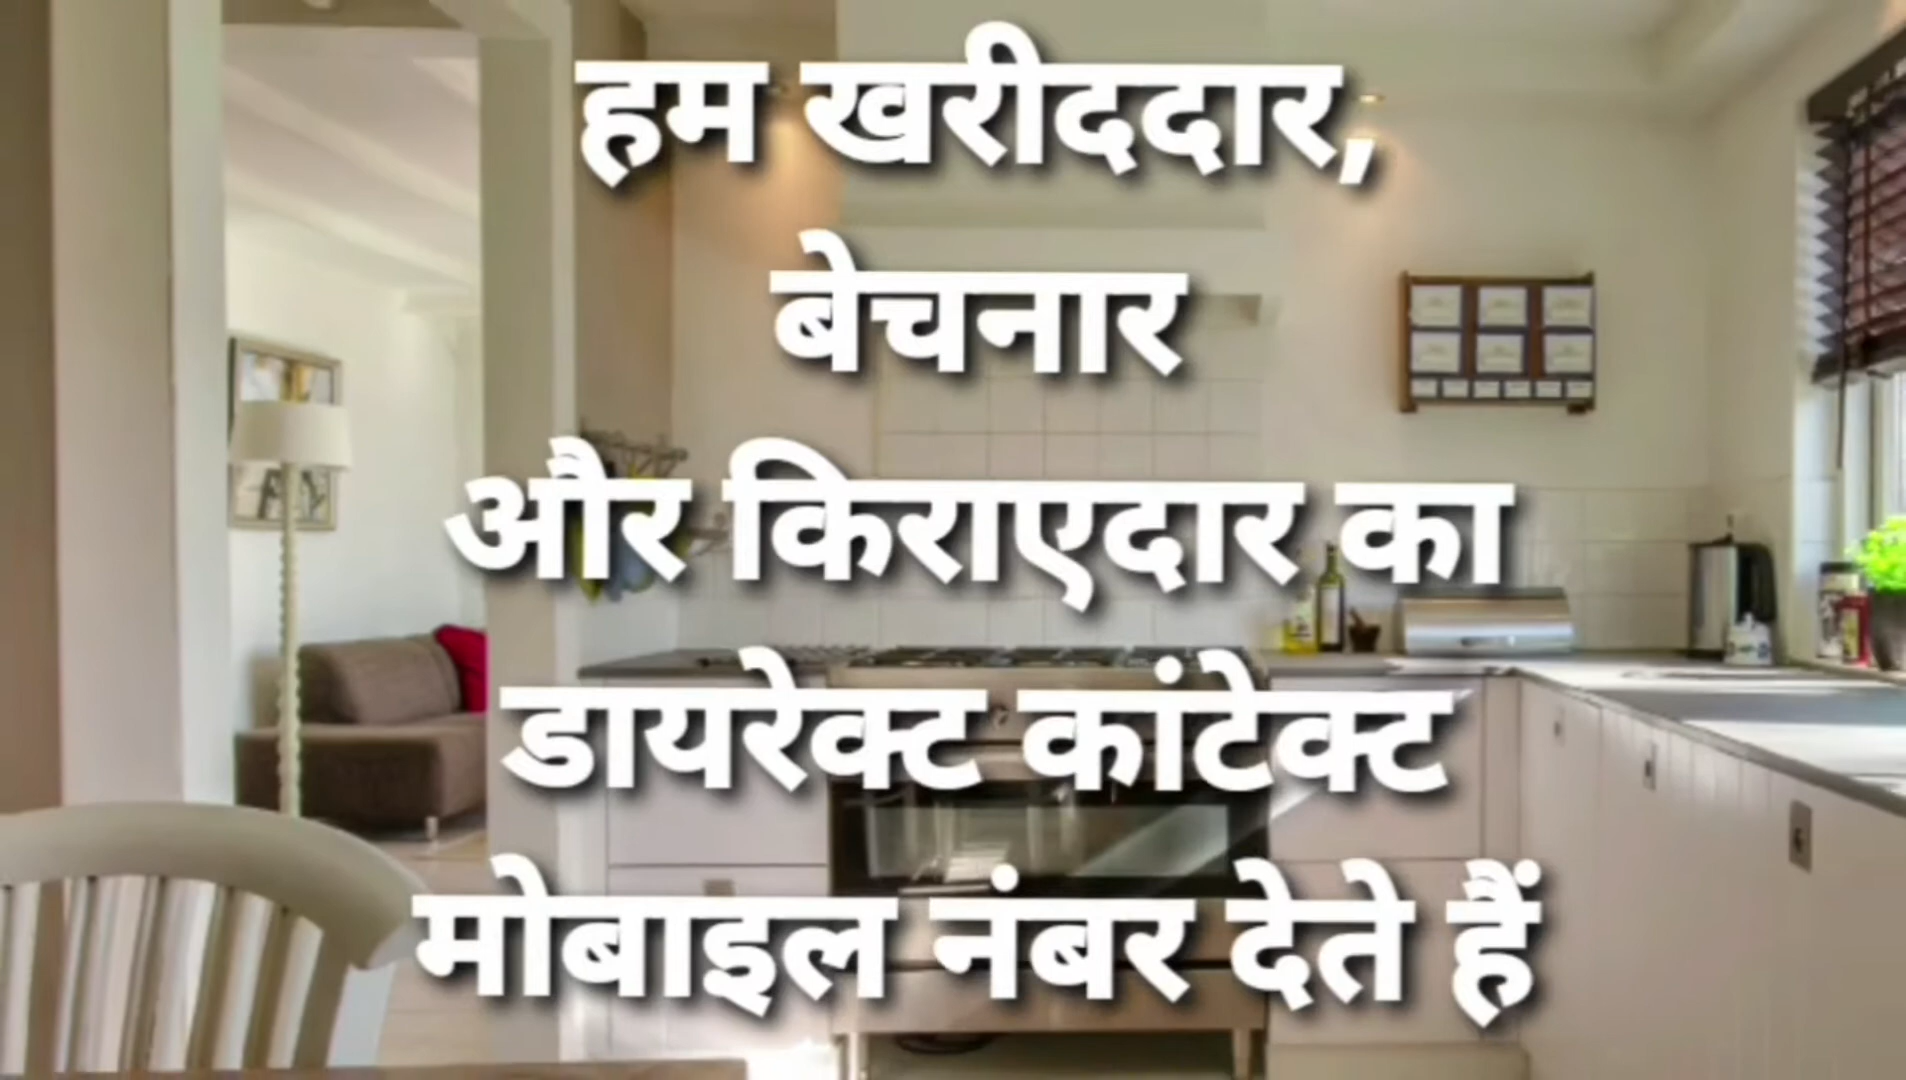 हम खरीददार,
बेचनार
और किराएदार का
डायरेक्ट कांटेक्ट
मोबाइल नंबर देते हैं